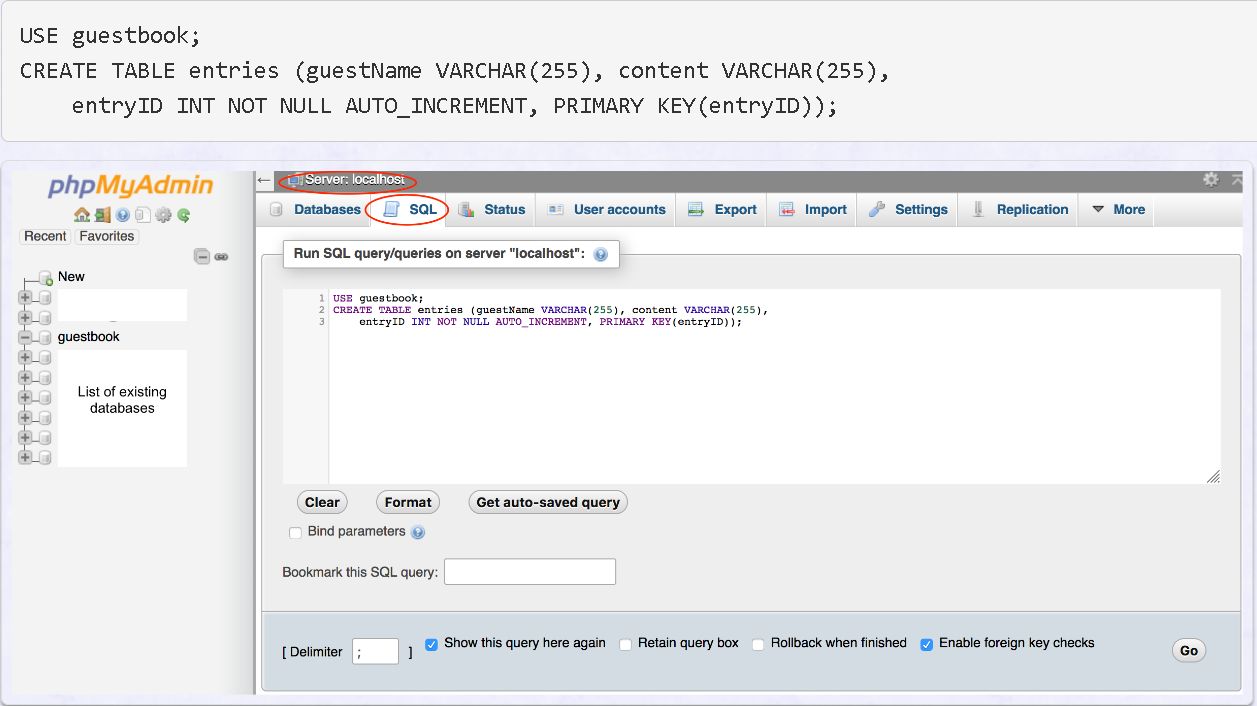 USE guestbook;
CREATE TABLE entries (guestName VARCHAR(255), content VARCHAR(255),
    entryID INT NOT NULL AUTO_INCREMENT, PRIMARY KEY(entryID));
phpMyAdmin
Recent Favorites
New
guestbook
List of existing
databases
Server: localhost
Databases SQL Status User accounts Export Import Settings Replication More
Run SQL query/queries on server "localhost":
1 USE guestbook;
2 CREATE TABLE entries (guestName VARCHAR(255), content VARCHAR(255),
3     entryID INT NOT NULL AUTO_INCREMENT, PRIMARY KEY(entryID));
Clear Format Get auto-saved query
Bind parameters
Bookmark this SQL query:
[ Delimiter ; ] Show this query here again Retain query box Rollback when finished Enable foreign key checks Go